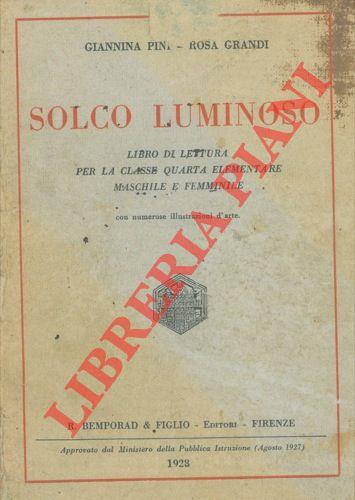 GIANNINA PINI - ROSA GRANDI
SOLCO LUMINOSO
LIBRO DI LETTURA
PER LA CLASSE QUARTA ELEMENTARE
MASCHILE E FEMMINILE
con numerose illustrazioni d'arte.
LIBRERIA PIANI
R. BEMPORAD & FIGLIO - EDITORI - FIRENZE
Approvato dal Ministero della Pubblica Istruzione (Agosto 1927)
1928